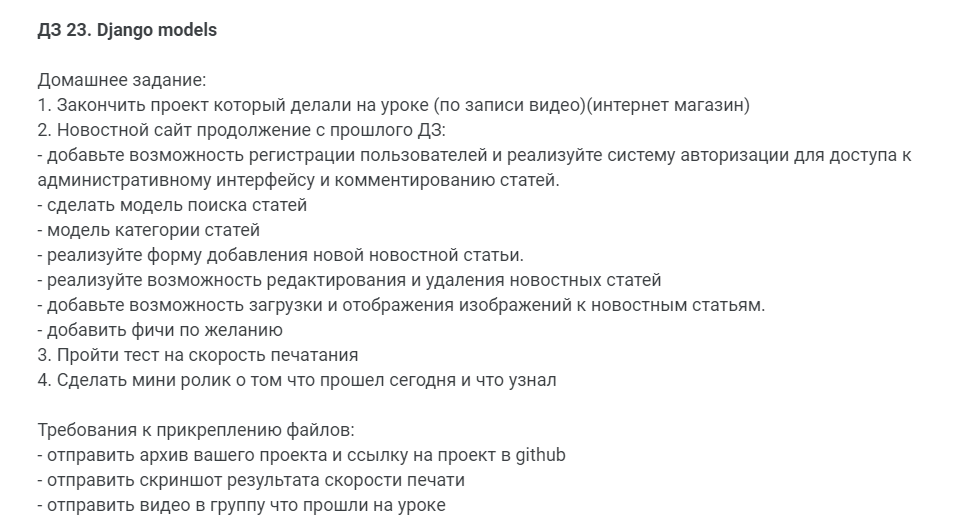 ДЗ 23. Django models
Домашнее задание:
1. Закончить проект который делали на уроке (по записи видео)(интернет магазин)
2. Новостной сайт продолжение с прошлого ДЗ:
- добавьте возможность регистрации пользователей и реализуйте систему авторизации для доступа к
административному интерфейсу и комментированию статей.
- сделать модель поиска статей
- модель категории статей
- реализуйте форму добавления новой новостной статьи.
- реализуйте возможность редактирования и удаления новостных статей
- добавьте возможность загрузки и отображения изображений к новостным статьям.
- добавить фичи по желанию
3. Пройти тест на скорость печатания
4. Сделать мини ролик о том что прошел сегодня и что узнал
Требования к прикреплению файлов:
- отправить архив вашего проекта и ссылку на проект в github
- отправить скриншот результата скорости печати
- отправить видео в группу что прошли на уроке